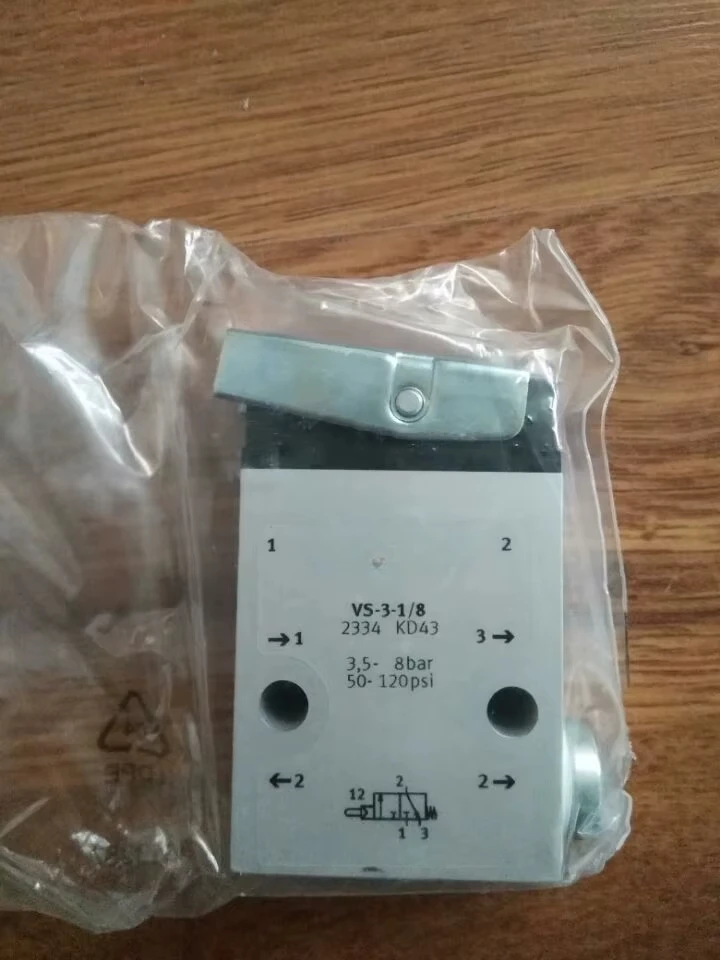 1 2
VS-3-1/8
2334 KD43
→1 3→
3,5- 8bar
50-120psi
←2 2→
2
12
1 3